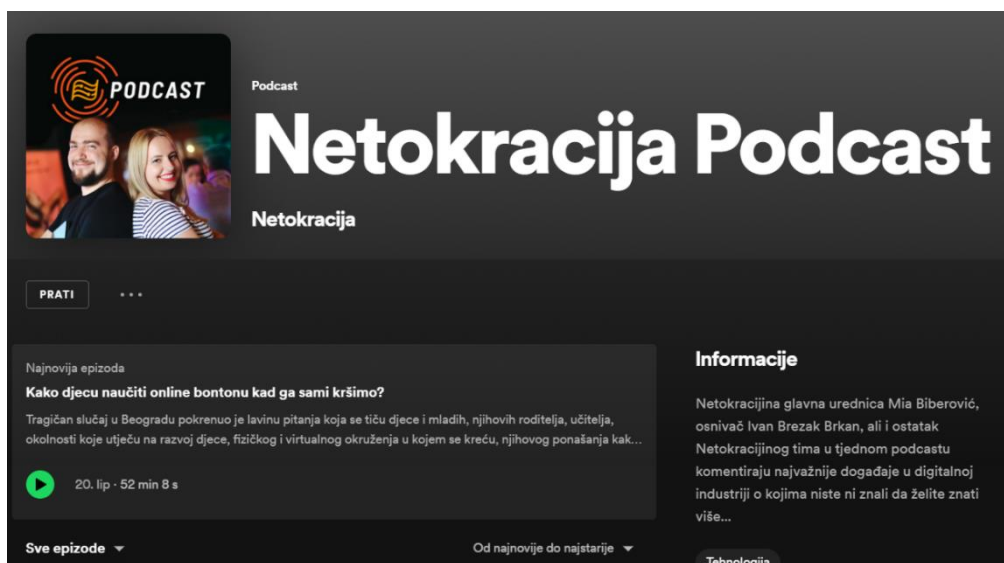 PODCAST
Podcast
Netokracija Podcast
Netokracija
PRATI
Najnovija epizoda
Kako djecu naučiti online bontonu kad ga sami kršimo?
Tragičan slučaj u Beogradu pokrenuo je lavinu pitanja koja se tiču djece i mladih, njihovih roditelja, učitelja,
okolnosti koje utječu na razvoj djece, fizičkog i virtualnog okruženja u kojem se kreću, njihovog ponašanja kak...
20. lip · 52 min 8 s
Sve epizode
Od najnovije do najstarije
Informacije
Netokracijina glavna urednica Mia Biberović,
osnivač Ivan Brezak Brkan, ali i ostatak
Netokracijinog tima u tjednom podcastu
komentiraju najvažnije događaje u digitalnoj
industriji o kojima niste ni znali da želite znati
više...
Tehnologija